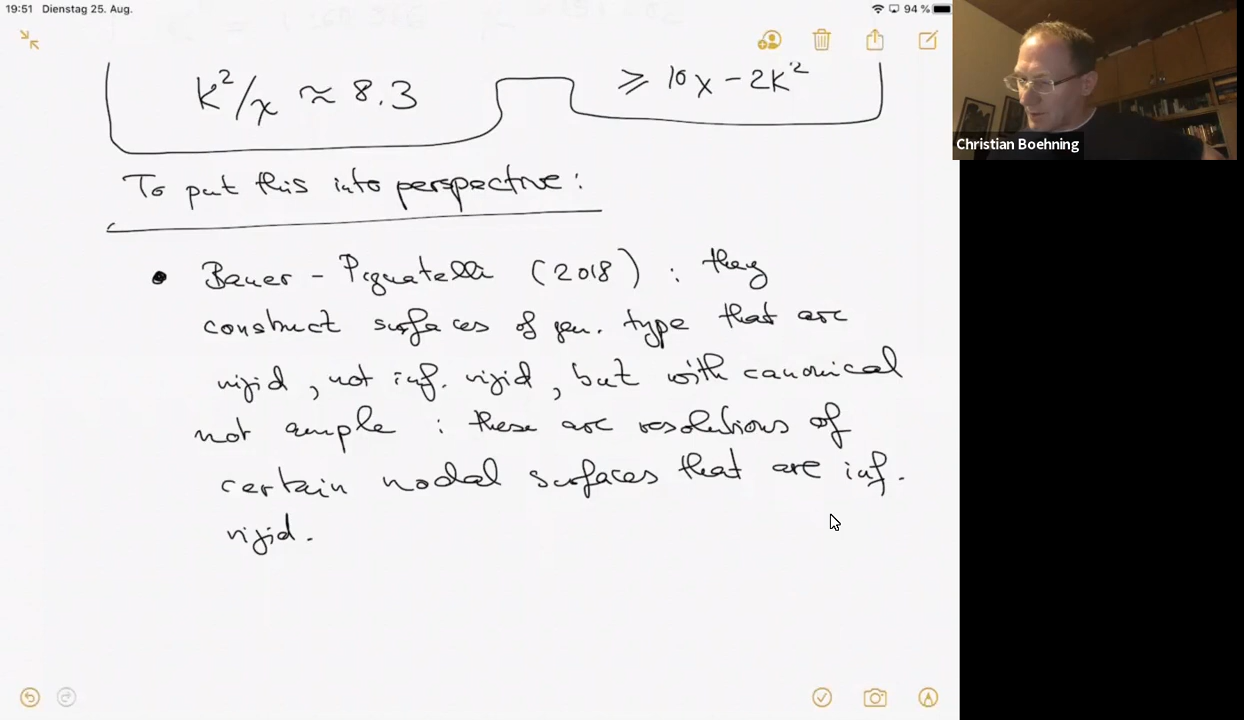 19:51 Dienstag 25. Aug.
94 %
K²/χ ≈ 8.3
≥ 10χ - 2K²
To put this into perspective:
Christian Boehning
• Bauer - Pignatelli (2018) : they
construct surfaces of gen. type that are
rigid, not inf. rigid, but with canonical
not ample : these are resolutions of
certain nodal surfaces that are inf.
rigid.